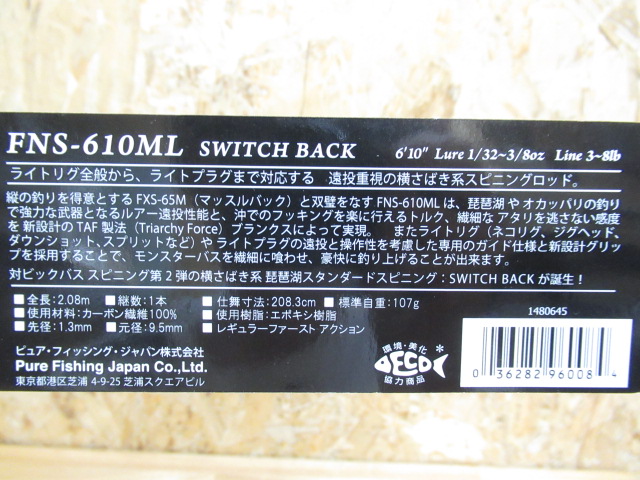 FNS-610ML SWITCH BACK 6'10" Lure 1/32~3/8oz Line 3~8lb
ライトリグ全般から、ライトプラグまで対応する 遠投重視の横さばき系スピニングロッド。
縦の釣りを得意とするFXS-65M（マッスルバック）と双璧をなすFNS-610MLは、琵琶湖やオカッパリの釣り
で強力な武器となるルアー遠投性能と、沖でのフッキングを楽に行えるトルク、繊細なアタリを逃さない感度
を新設計のTAF製法（Triarchy Force）ブランクスによって実現。 またライトリグ（ネコリグ、ジグヘッド、
ダウンショット、スプリットなど）やライトプラグの遠投と操作性を考慮した専用のガイド仕様と新設計グリッ
プを採用することで、モンスターバスを繊細に喰わせ、豪快に釣り上げることが出来ます。
対ビックバス スピニング第2弾の横さばき系 琵琶湖スタンダードスピニング：SWITCH BACKが誕生！
■全長：2.08m ■継数：1本 ■仕舞寸法：208.3cm ■標準自重：107g
■使用材料：カーボン繊維100% ■使用樹脂：エポキシ樹脂
■先径：1.3mm ■元径：9.5mm ■レギュラーファースト アクション
1480645
ピュア・フィッシング・ジャパン株式会社
Pure Fishing Japan Co.,Ltd.
東京都港区芝浦 4-9-25 芝浦スクエアビル
環境・美化
ECO
協力商品
0 36282 96008 4